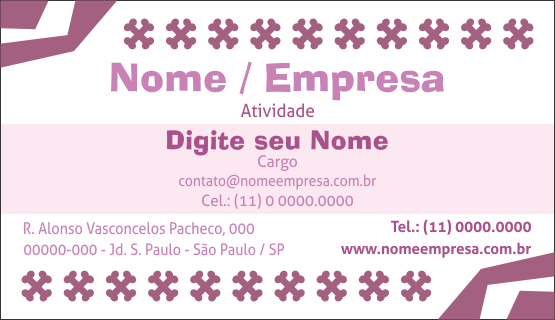 Nome / Empresa
Atividade
Digite seu Nome
Cargo
contato@nomeempresa.com.br
Cel.: (11) 0 0000.0000
R. Alonso Vasconcelos Pacheco, 000
00000-000 - Jd. S. Paulo - São Paulo / SP
Tel.: (11) 0000.0000
www.nomeempresa.com.br